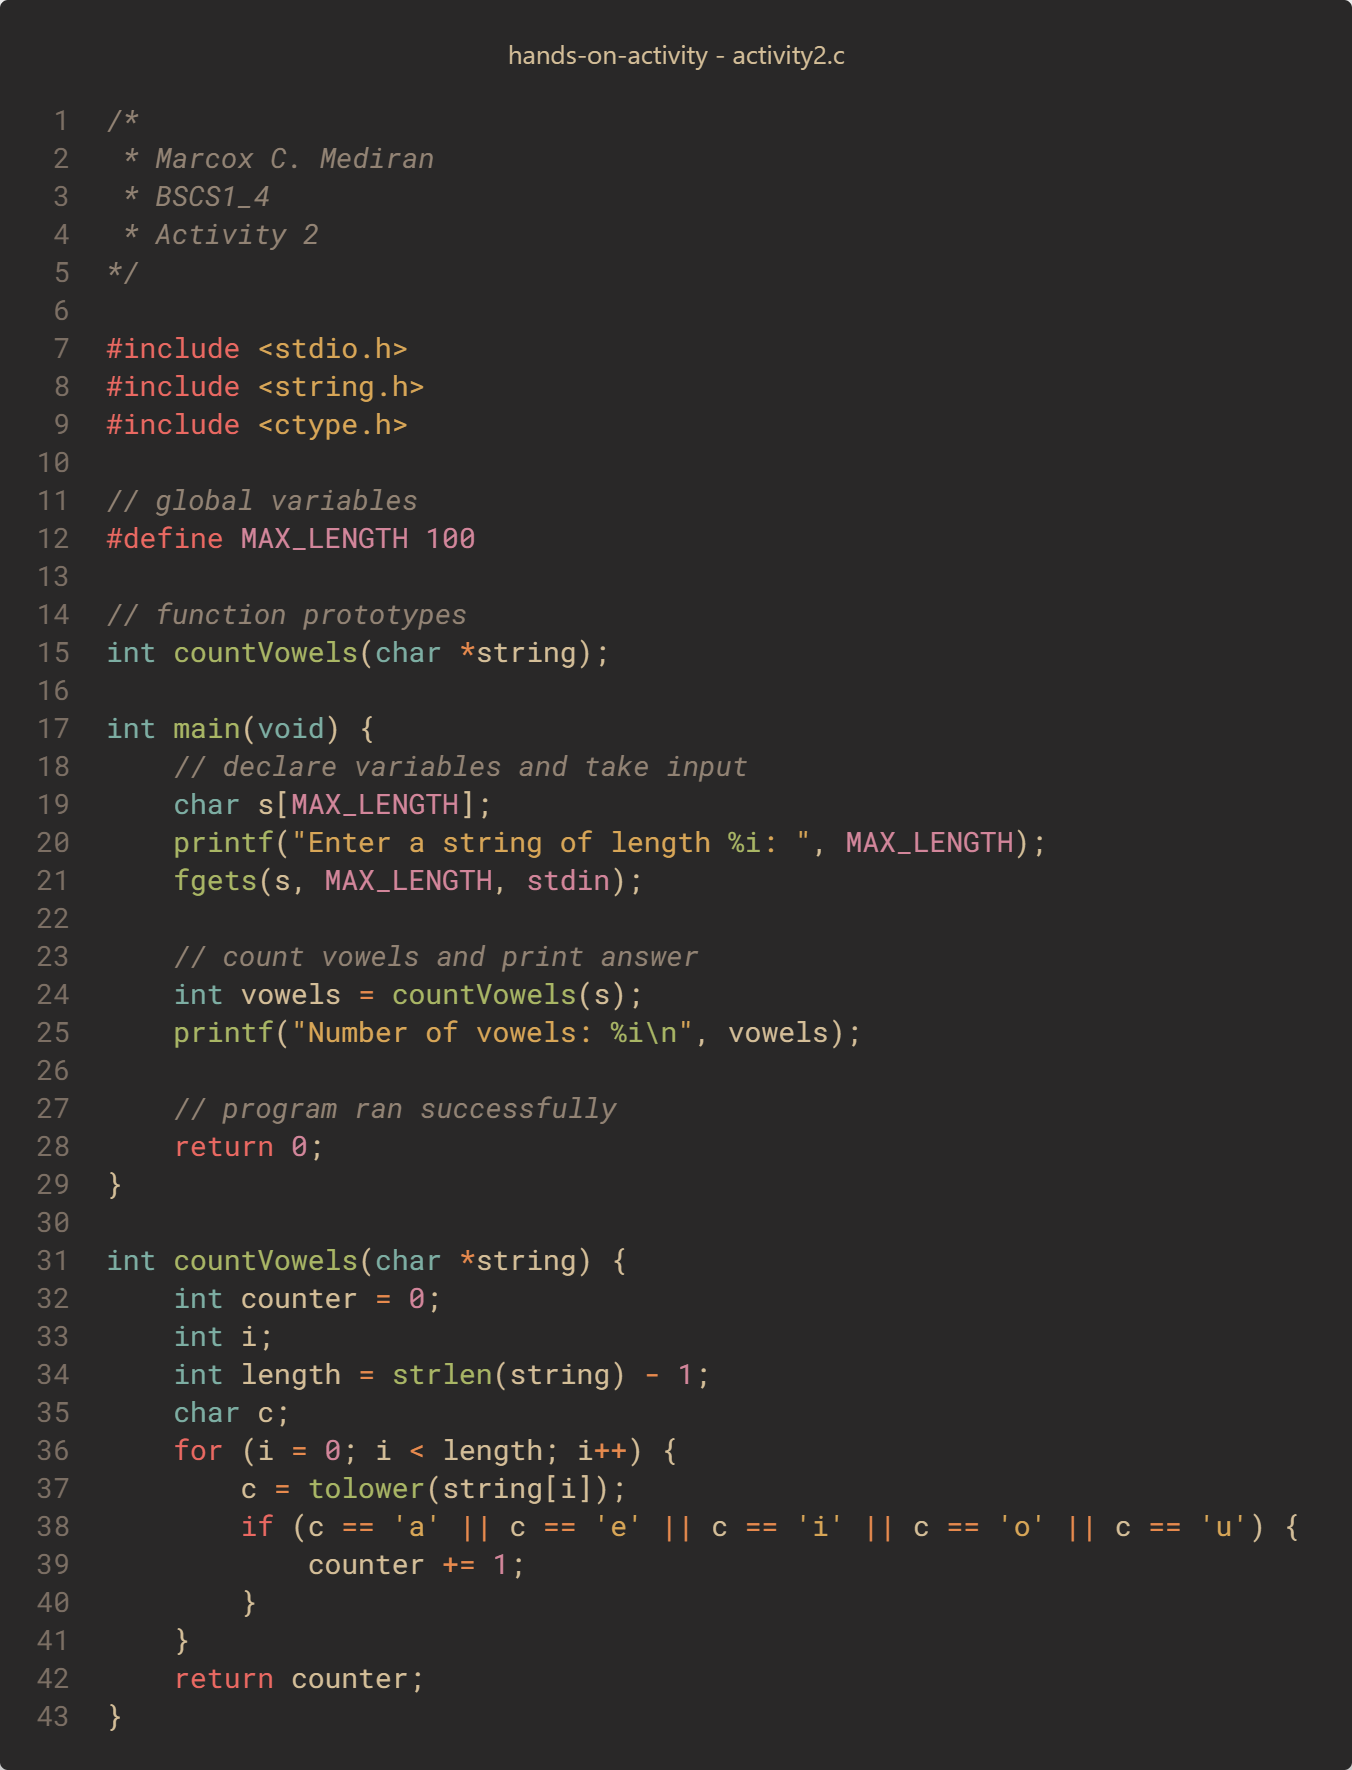 hands-on-activity - activity2.c
1 /*
2  * Marcox C. Mediran
3  * BSCS1_4
4  * Activity 2
5 */
6
7 #include <stdio.h>
8 #include <string.h>
9 #include <ctype.h>
10
11 // global variables
12 #define MAX_LENGTH 100
13
14 // function prototypes
15 int countVowels(char *string);
16
17 int main(void) {
18     // declare variables and take input
19     char s[MAX_LENGTH];
20     printf("Enter a string of length %i: ", MAX_LENGTH);
21     fgets(s, MAX_LENGTH, stdin);
22
23     // count vowels and print answer
24     int vowels = countVowels(s);
25     printf("Number of vowels: %i\n", vowels);
26
27     // program ran successfully
28     return 0;
29 }
30
31 int countVowels(char *string) {
32     int counter = 0;
33     int i;
34     int length = strlen(string) - 1;
35     char c;
36     for (i = 0; i < length; i++) {
37         c = tolower(string[i]);
38         if (c == 'a' || c == 'e' || c == 'i' || c == 'o' || c == 'u') {
39             counter += 1;
40         }
41     }
42     return counter;
43 }